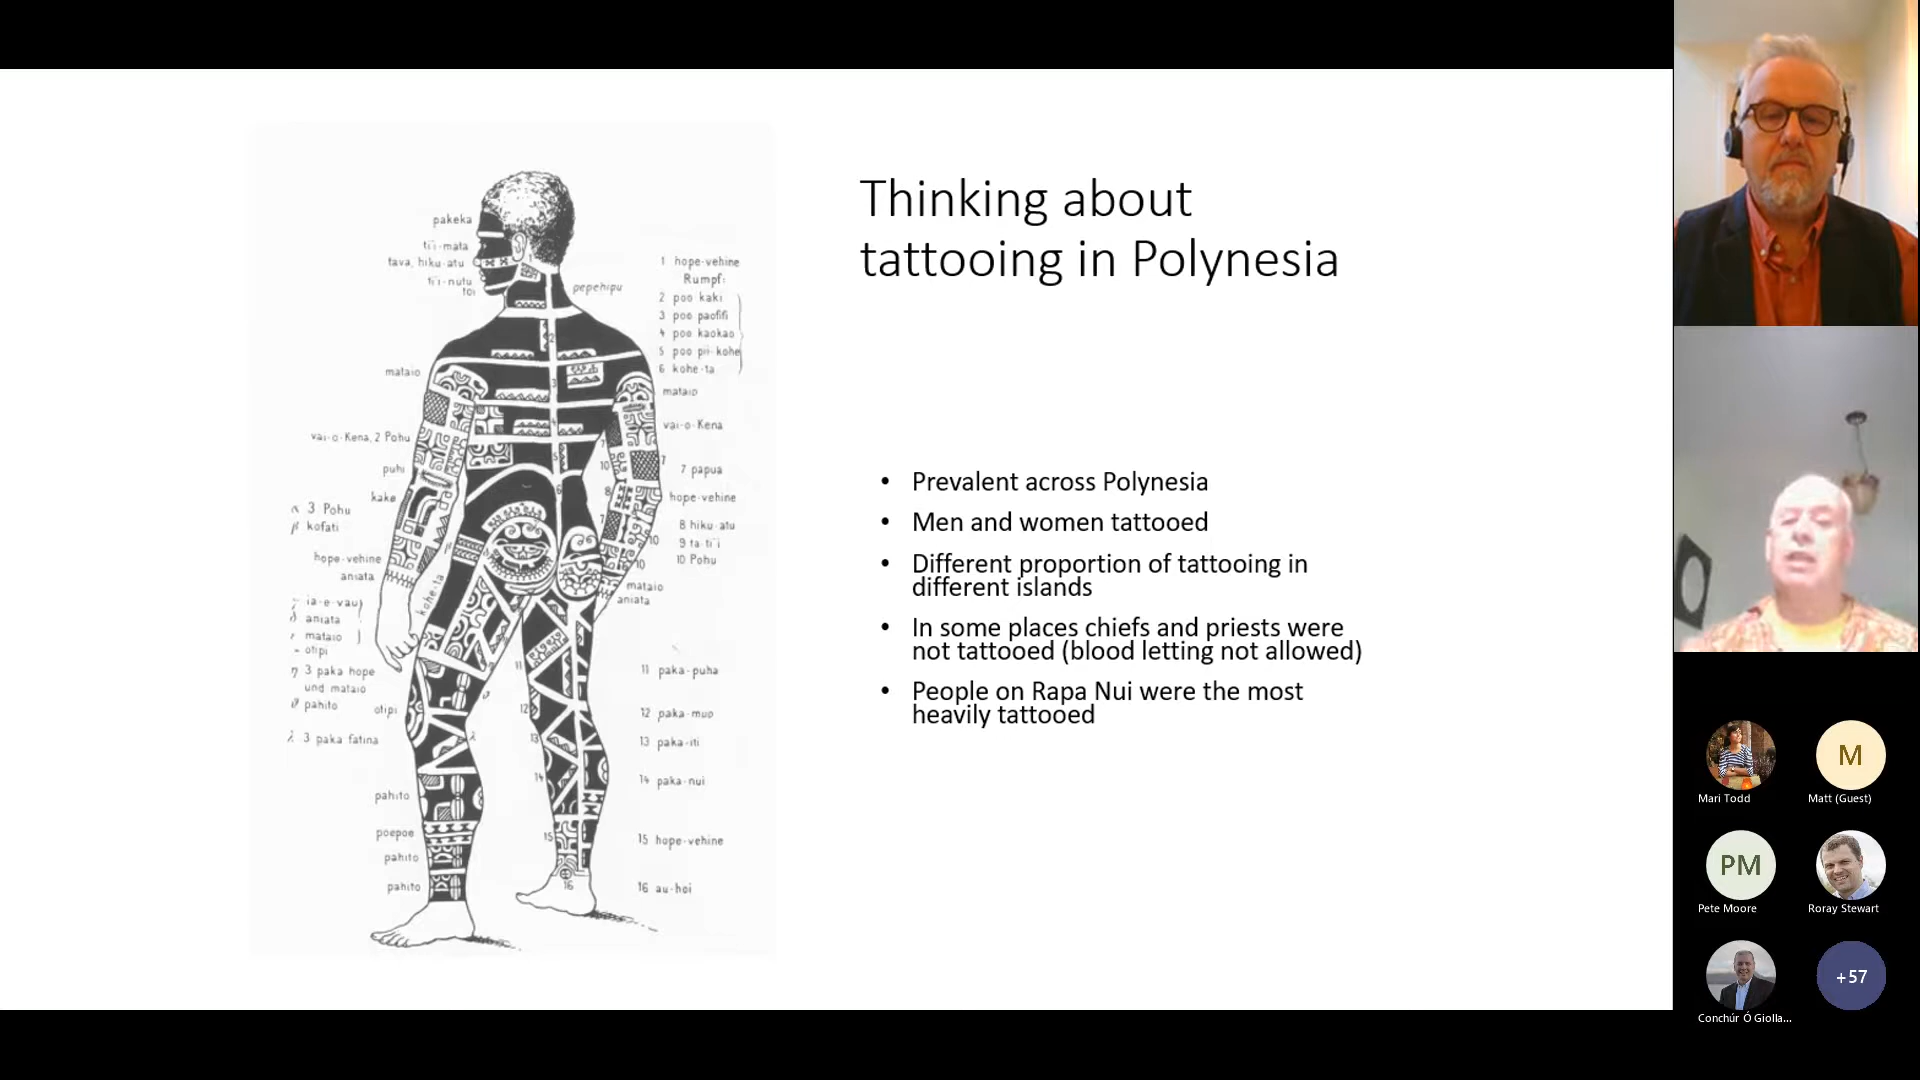 Thinking about
tattooing in Polynesia
• Prevalent across Polynesia
• Men and women tattooed
• Different proportion of tattooing in
different islands
• In some places chiefs and priests were
not tattooed (blood letting not allowed)
• People on Rapa Nui were the most
heavily tattooed
pakeka
ti'i-mata
tava, hiku-atu
ti'i-nutu
toi
mataio
vai-o-Kena, 2 Pohu
puhi
kake
α 3 Pohu
β kofati
hope-vehine
aniata
kohe-ta
ia-e-vau
δ aniata
mataio
otipi
η 3 paka hope
und mataio
pahito
otipi
λ 3 paka fatina
pahito
poepoe
pahito
pahito
pepehipu
1 hope-vehine
Rumpf:
2 poo kaki
3 poo paofifi
4 poo kaokao
5 poo pii-kohe
6 kohe-ta
mataio
vai-o-Kena
7 papua
hope-vehine
8 hiku-atu
9 ta ti'i
10 Pohu
mataio
aniata
11 paka-puha
12 paka-muo
13 paka-iti
14 paka-nui
15 hope-vehine
16 au-hoi
M
Mari Todd
Matt (Guest)
PM
Pete Moore
Roray Stewart
+57
Conchúr Ó Giolla...